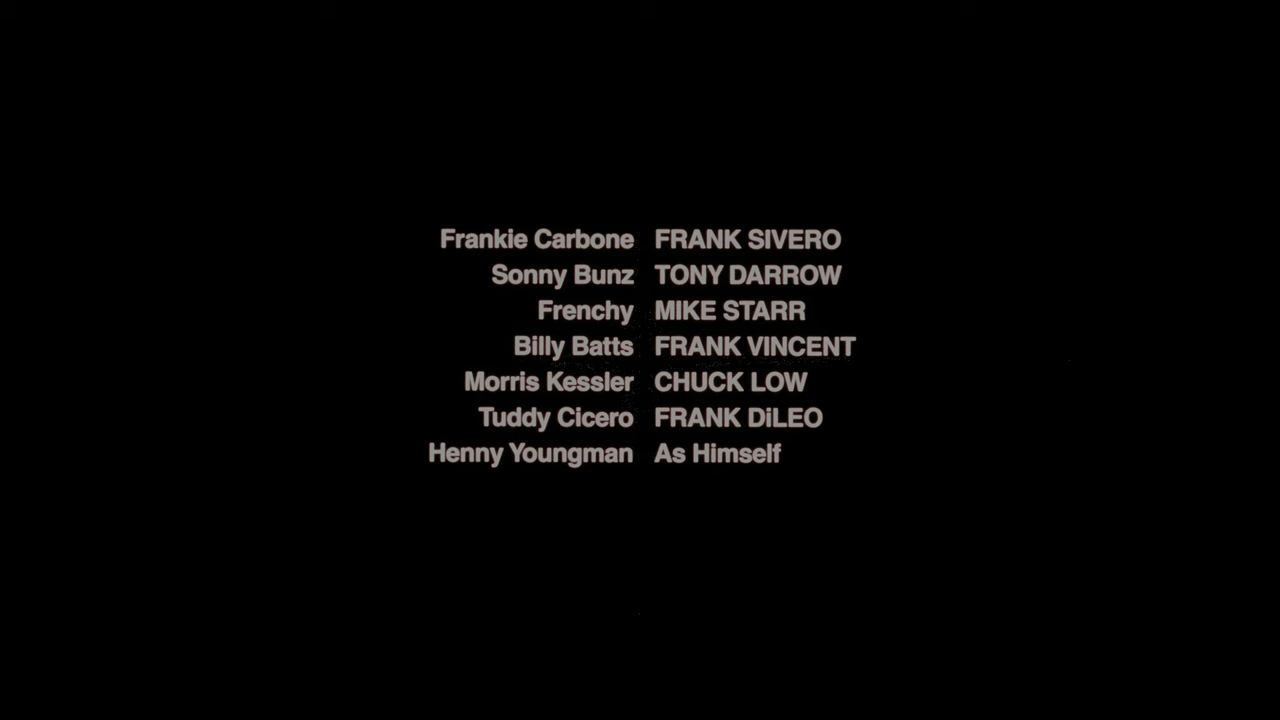 Frankie Carbone FRANK SIVERO
Sonny Bunz TONY DARROW
Frenchy MIKE STARR
Billy Batts FRANK VINCENT
Morris Kessler CHUCK LOW
Tuddy Cicero FRANK DiLEO
Henny Youngman As Himself